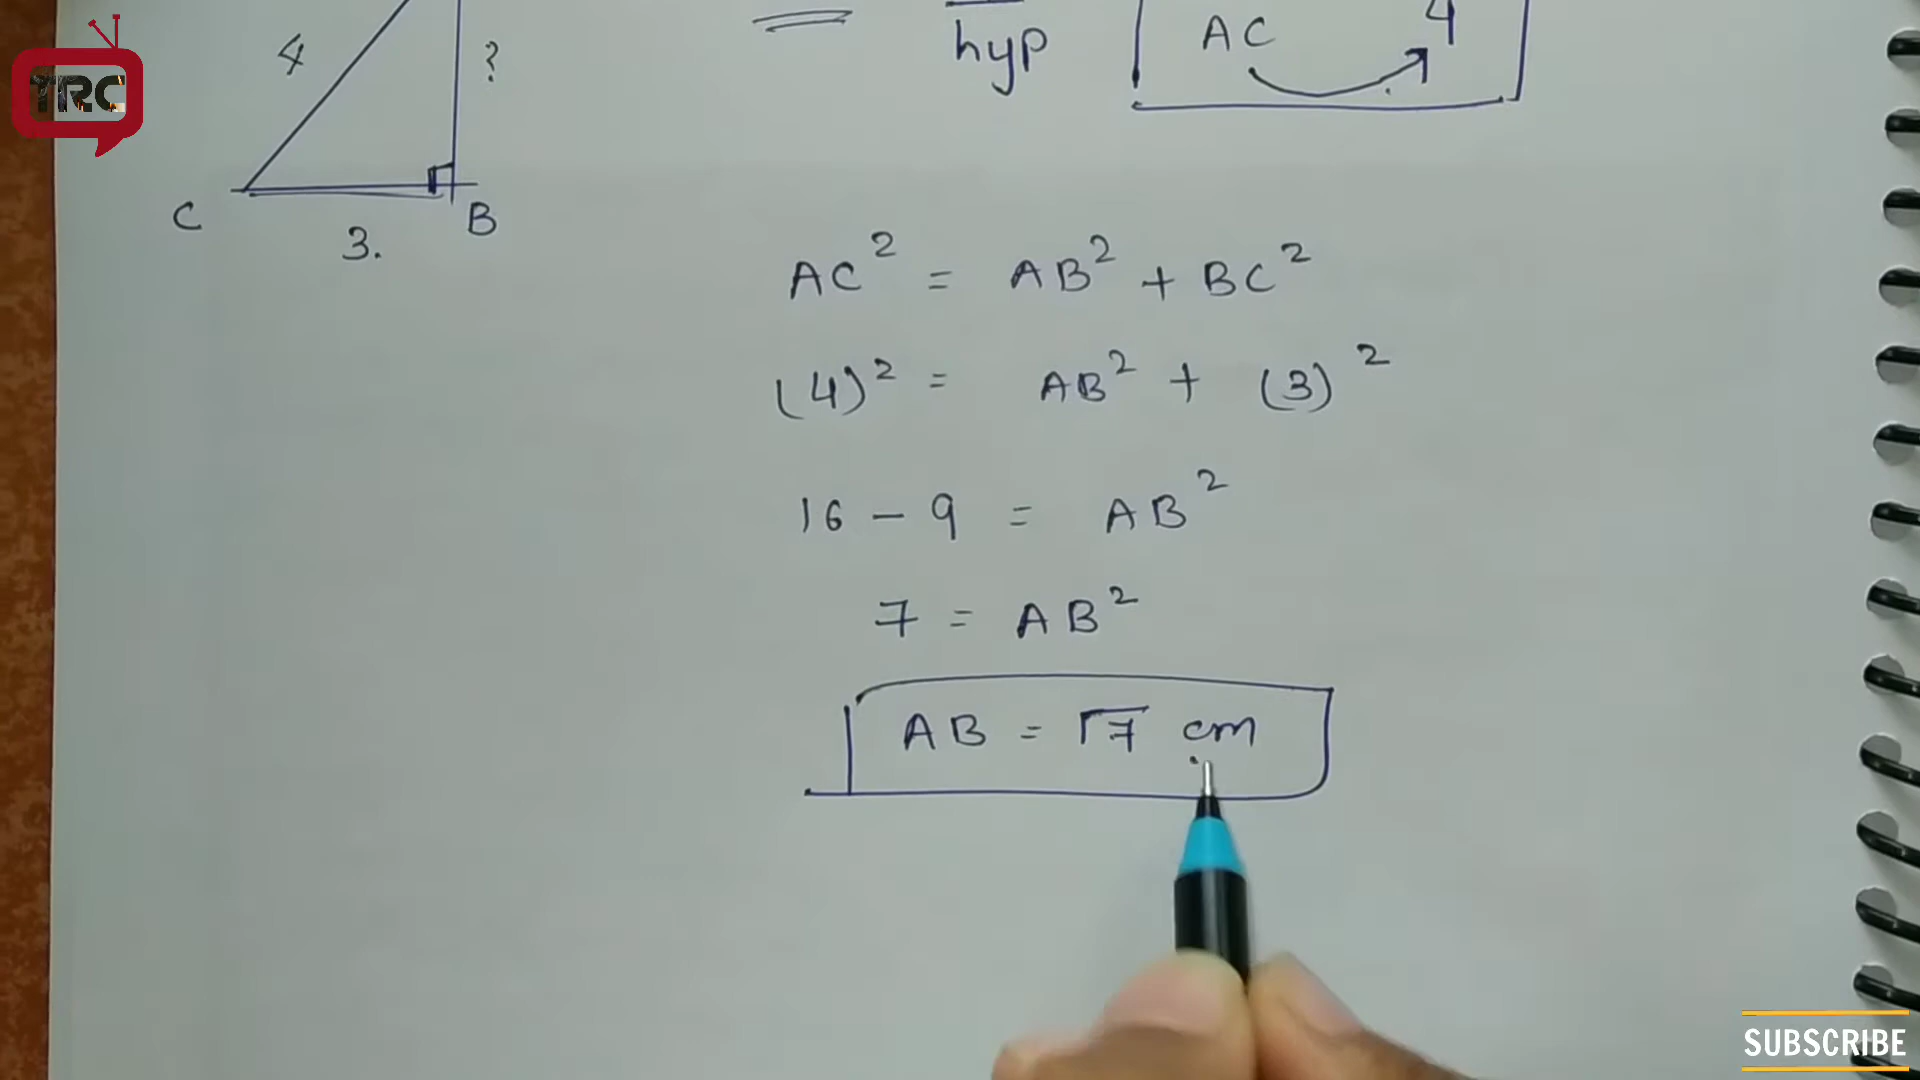 TRC
4
?
hyp
AC
4
C
B
3.
AC² = AB² + BC²
(4)² = AB² + (3)²
16 - 9 = AB²
7 = AB²
AB = √7 cm
SUBSCRIBE